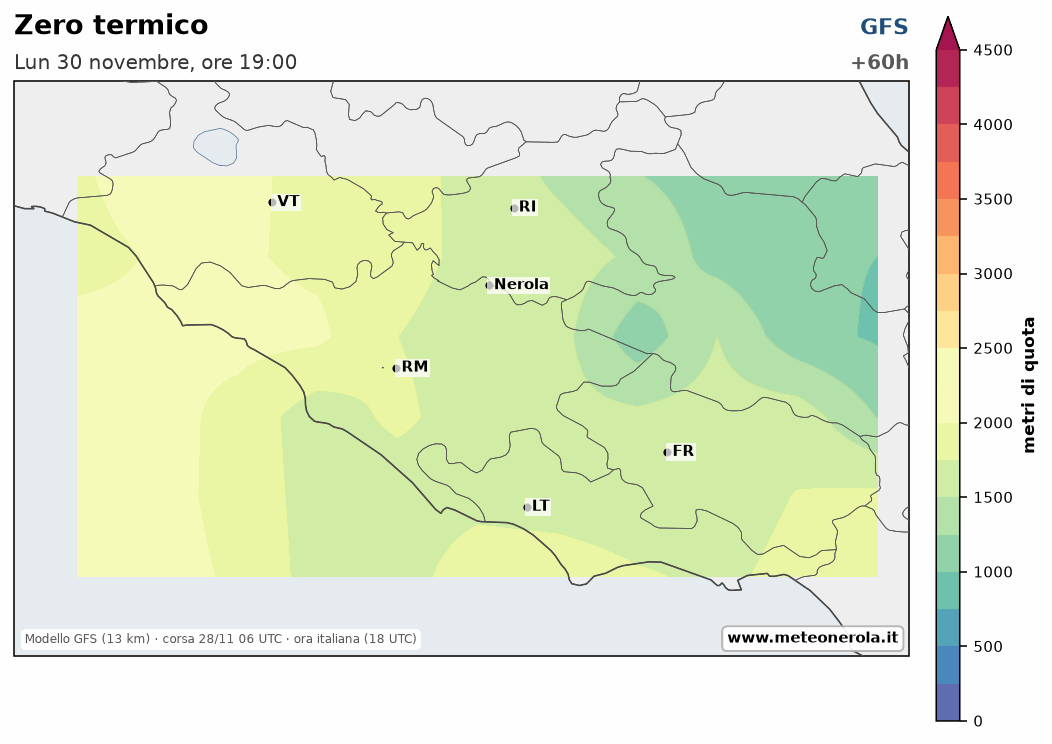 Zero termico
GFS
Lun 30 novembre, ore 19:00
+60h
4500
4000
3500
3000
2500
2000
1500
1000
500
0
metri di quota
VT
RI
Nerola
RM
FR
LT
Modello GFS (13 km) · corsa 28/11 06 UTC · ora italiana (18 UTC)
www.meteonerola.it